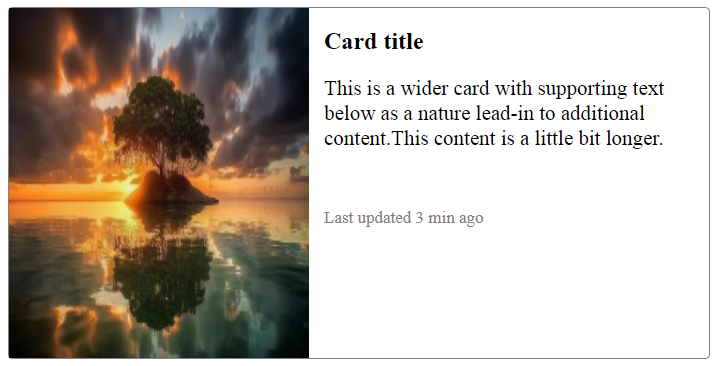 Card title
This is a wider card with supporting text
below as a nature lead-in to additional
content.This content is a little bit longer.
Last updated 3 min ago